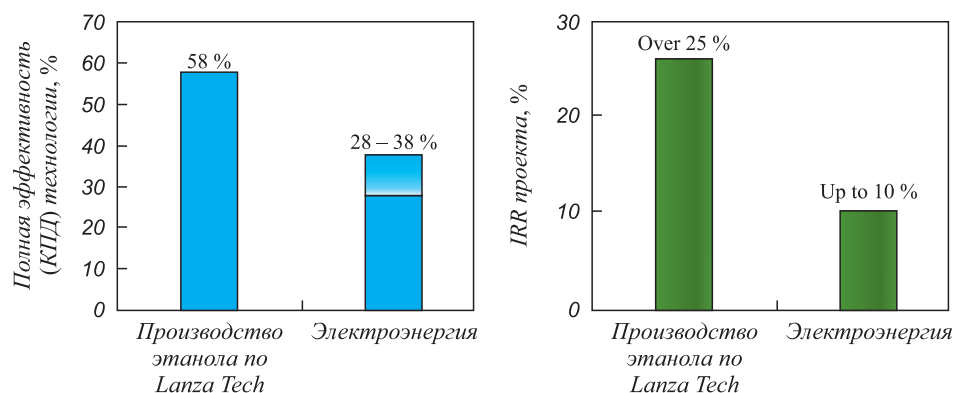 Полная эффективность
(КПД) технологии, %
70
60
50
40
30
20
10
0
58 %
28 – 38 %
Производство
этанола по
Lanza Tech
Электроэнергия
IRR проекта, %
30
20
10
0
Over 25 %
Up to 10 %
Производство
этанола по
Lanza Tech
Электроэнергия